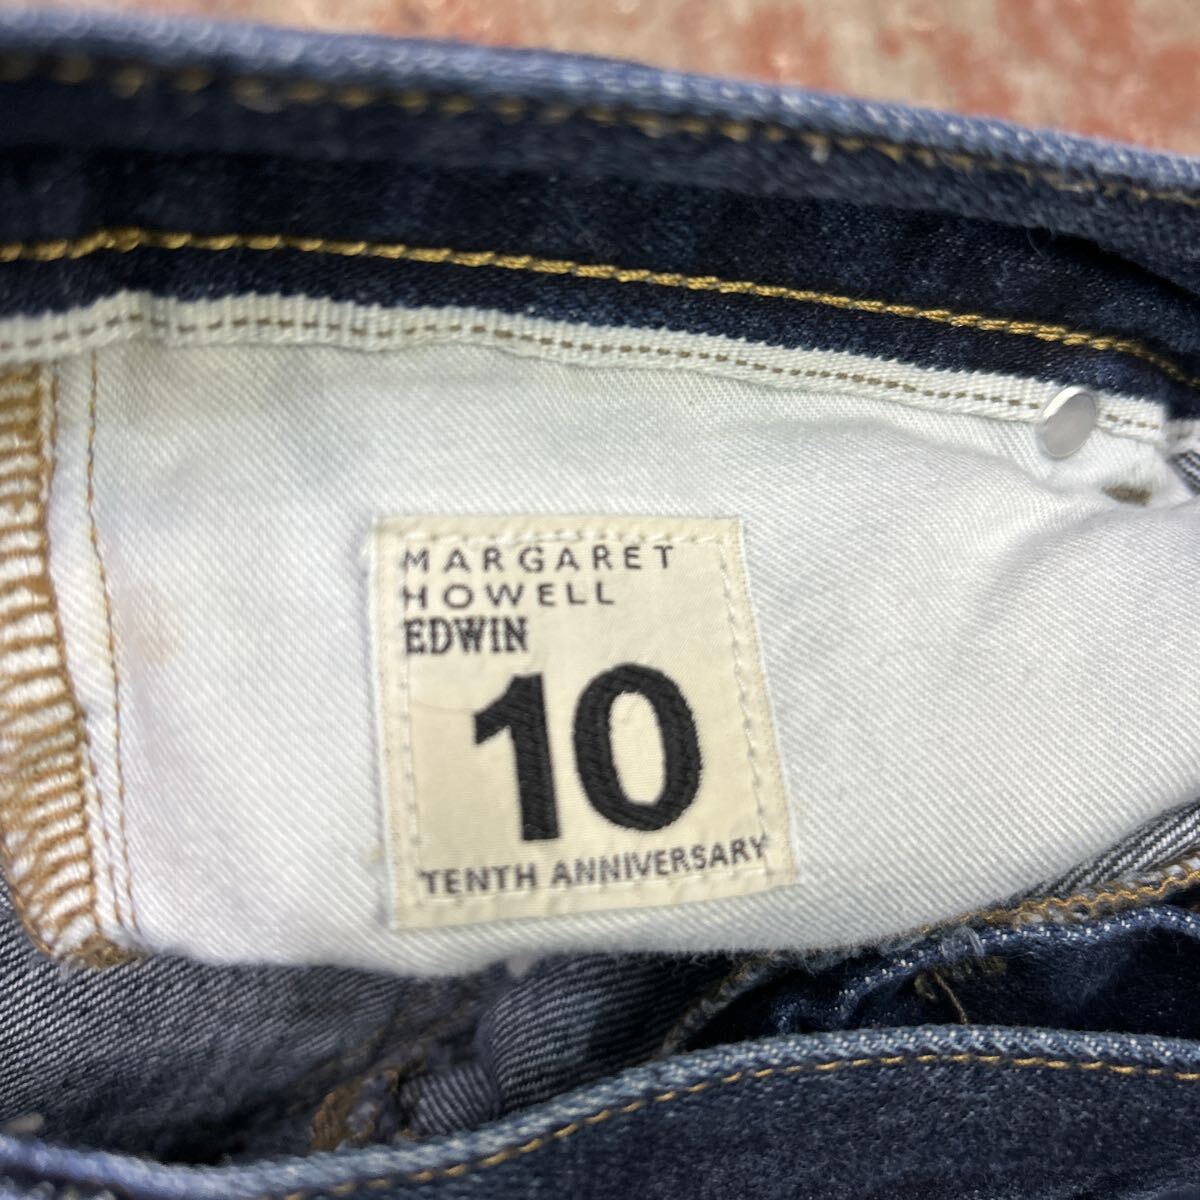 MARGARET
HOWELL
EDWIN
10
TENTH ANNIVERSARY